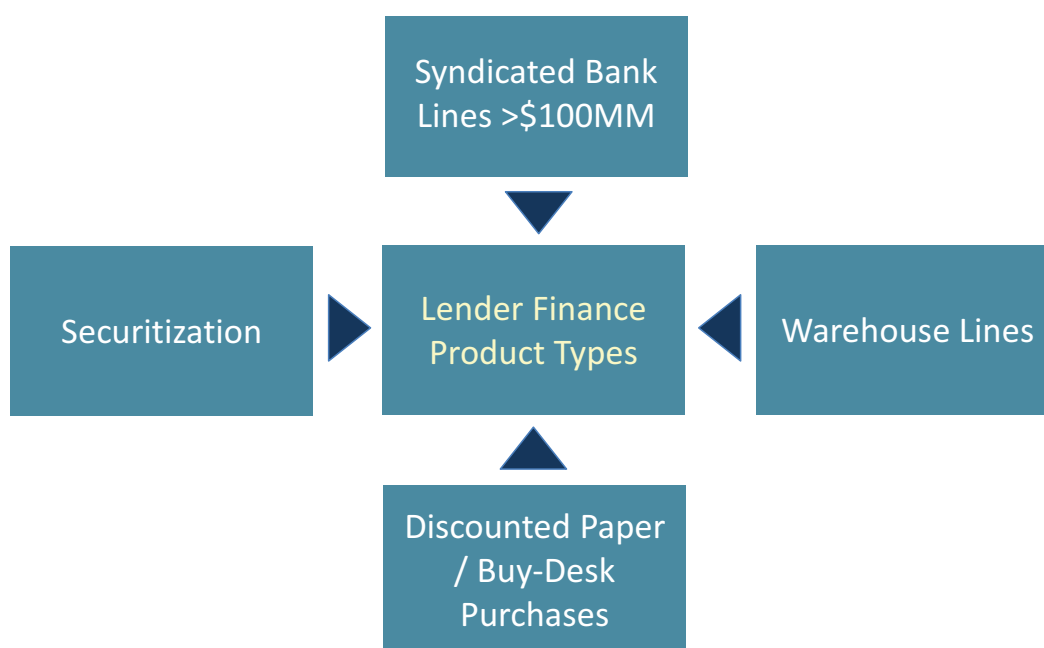 Syndicated Bank
Lines >$100MM
Securitization
Lender Finance
Product Types
Warehouse Lines
Discounted Paper
/ Buy-Desk
Purchases